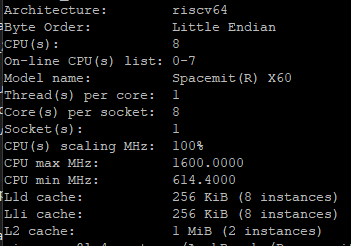 Architecture: riscv64
Byte Order: Little Endian
CPU(s): 8
On-line CPU(s) list: 0-7
Model name: Spacemit(R) X60
Thread(s) per core: 1
Core(s) per socket: 8
Socket(s): 1
CPU(s) scaling MHz: 100%
CPU max MHz: 1600.0000
CPU min MHz: 614.4000
L1d cache: 256 KiB (8 instances)
L1i cache: 256 KiB (8 instances)
L2 cache: 1 MiB (2 instances)